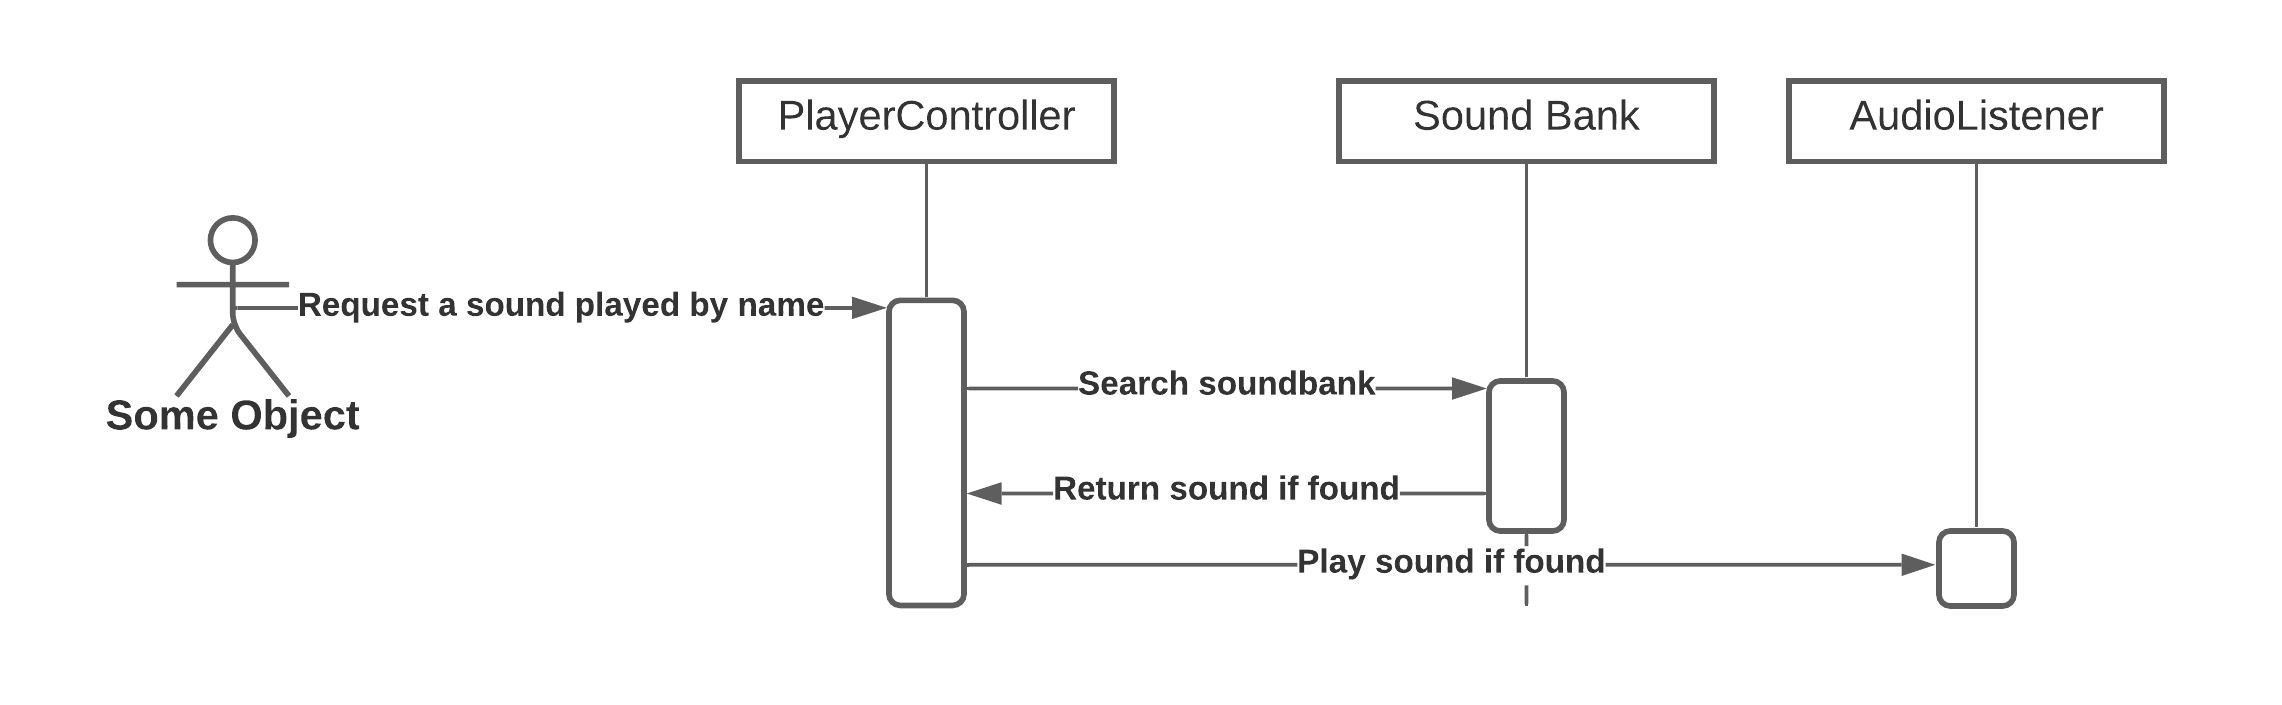 PlayerController
Sound Bank
AudioListener
Request a sound played by name
Search soundbank
Some Object
Return sound if found
Play sound if found